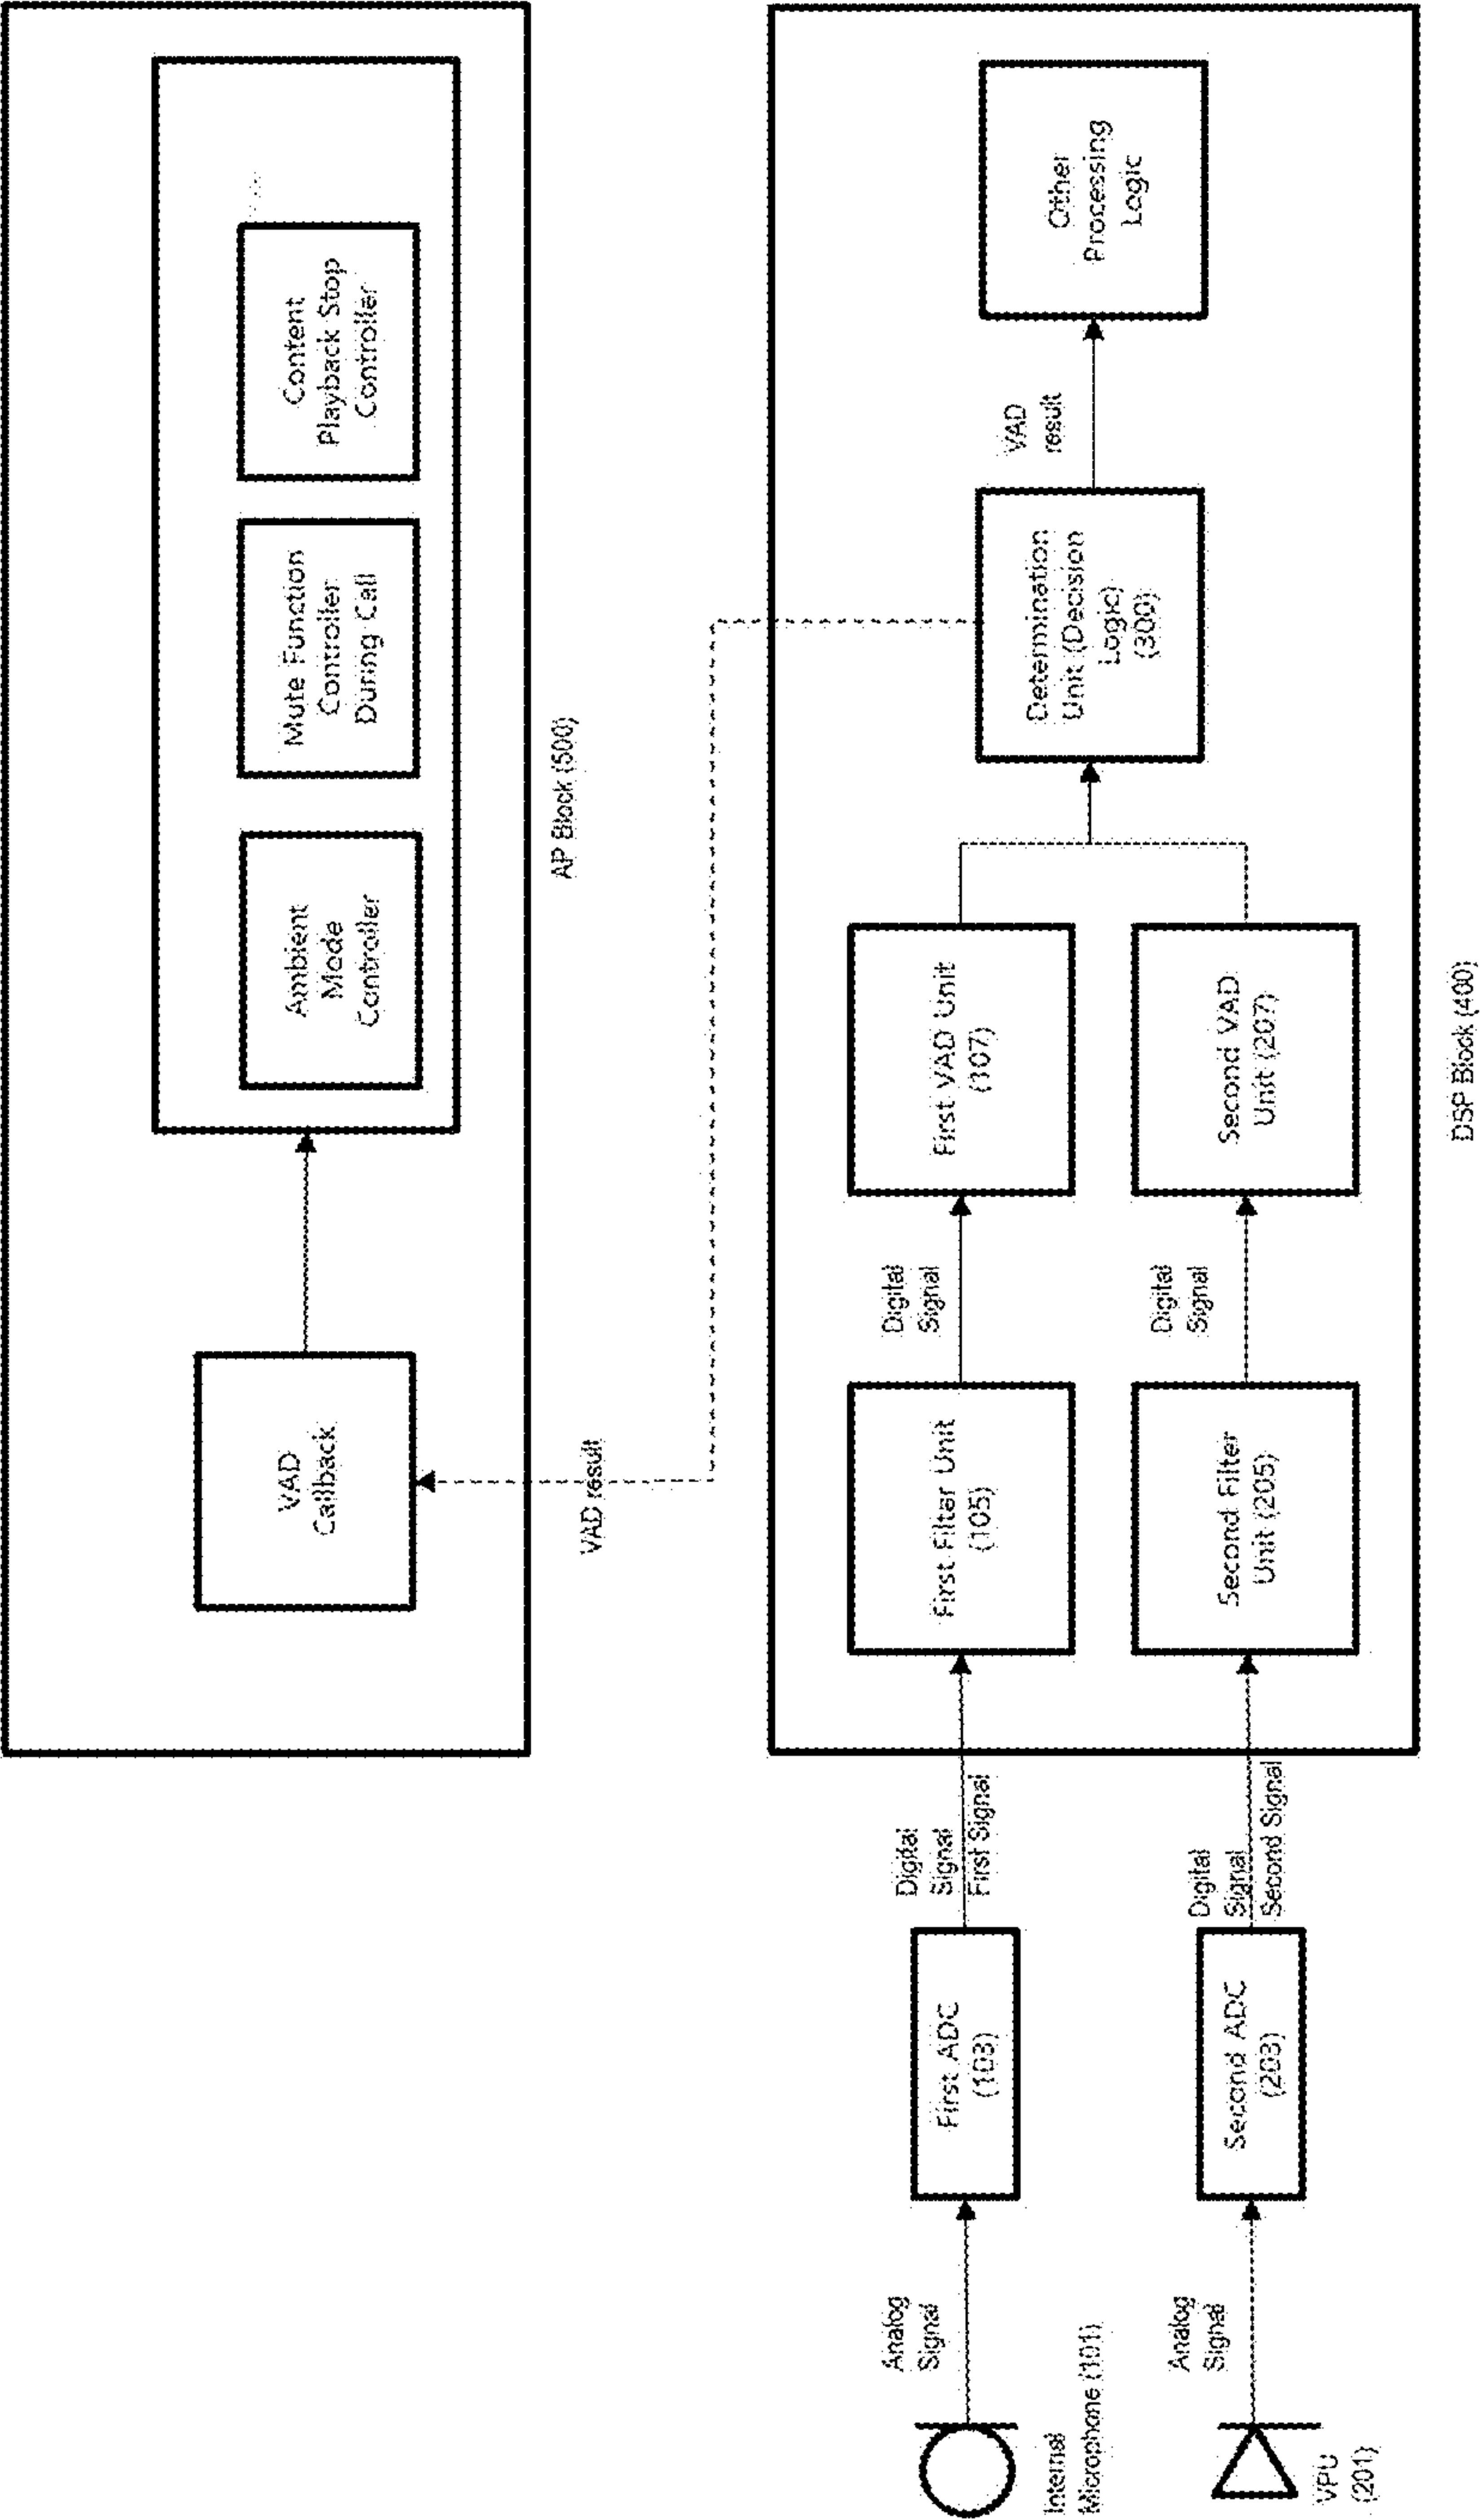 VAD
Callback
Ambient
Mode
Controller
Mute Function
Controller
During Call
Content
Playback Stop
Controller
......
AP Block (500)
VAD result
Internal
Microphone (101)
Analog
Signal
First ADC
(103)
Digital
Signal
First Signal
First Filter Unit
(105)
Digital
Signal
First VAD Unit
(107)
VPU
(201)
Analog
Signal
Second ADC
(203)
Digital
Signal
Second Signal
Second Filter
Unit (205)
Digital
Signal
Second VAD
Unit (207)
Determination
Unit (Decision
Logic)
(300)
VAD
result
Other
Processing
Logic
DSP Block (400)